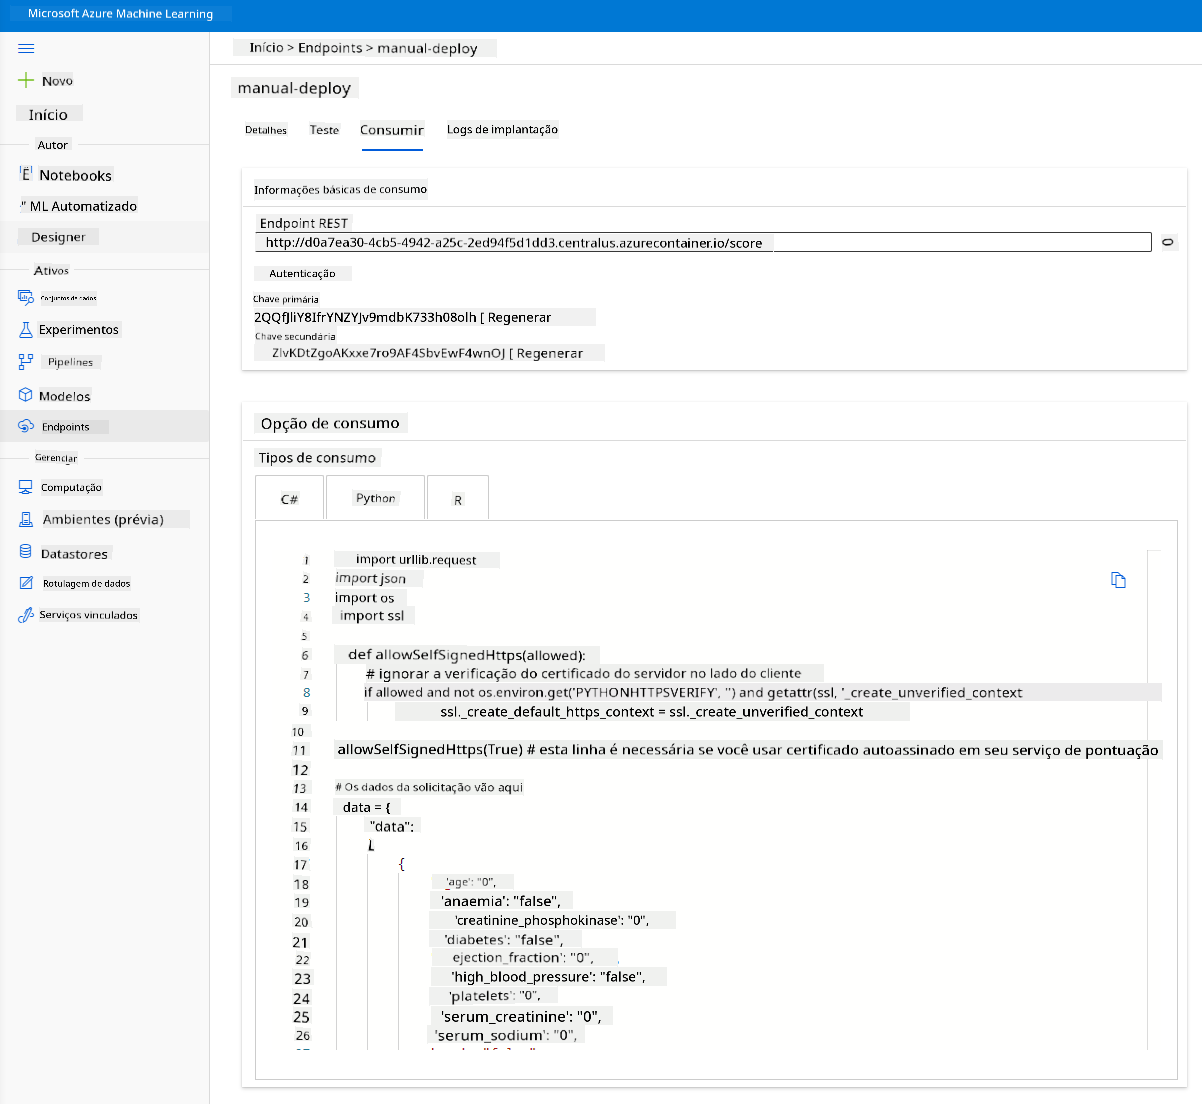 Microsoft Azure Machine Learning
Novo
Início
Autor
Notebooks
ML Automatizado
Designer
Ativos
Conjuntos de dados
Experimentos
Pipelines
Modelos
Endpoints
Gerenciar
Computação
Ambientes (prévia)
Datastores
Rotulagem de dados
Serviços vinculados
Início > Endpoints > manual-deploy
manual-deploy
Detalhes Teste Consumir Logs de implantação
Informações básicas de consumo
Endpoint REST
http://d0a7ea30-4cb5-4942-a25c-2ed94f5d1dd3.centralus.azurecontainer.io/score
Autenticação
Chave primária
2QQfJliY8IfrYNZYJv9mdbK733h08olh [ Regenerar
Chave secundária
ZIvKDtZgoAKxxe7ro9AF4SbvEwF4wnOJ [ Regenerar
Opção de consumo
Tipos de consumo
C# Python R
1 import urllib.request
2 import json
3 import os
4 import ssl
5
6 def allowSelfSignedHttps(allowed):
7 # ignorar a verificação do certificado do servidor no lado do cliente
8 if allowed and not os.environ.get('PYTHONHTTPSVERIFY', '') and getattr(ssl, '_create_unverified_context
9 ssl._create_default_https_context = ssl._create_unverified_context
10
11 allowSelfSignedHttps(True) # esta linha é necessária se você usar certificado autoassinado em seu serviço de pontuação
12
13 # Os dados da solicitação vão aqui
14 data = {
15 "data":
16 [
17 {
18 'age': "0",
19 'anaemia': "false",
20 'creatinine_phosphokinase': "0",
21 'diabetes': "false",
22 ejection_fraction': "0",
23 'high_blood_pressure': "false",
24 'platelets': "0",
25 'serum_creatinine': "0",
26 'serum_sodium': "0",